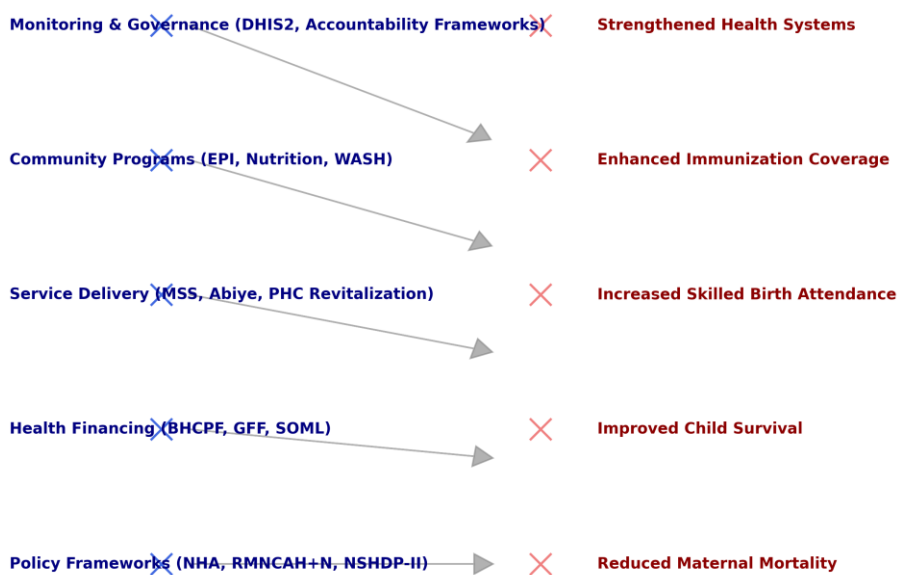 Monitoring & Governance (DHIS2, Accountability Frameworks) Strengthened Health Systems
Community Programs (EPI, Nutrition, WASH) Enhanced Immunization Coverage
Service Delivery (MSS, Abiye, PHC Revitalization) Increased Skilled Birth Attendance
Health Financing (BHCPF, GFF, SOML) Improved Child Survival
Policy Frameworks (NHA, RMNCAH+N, NSHDP-II) Reduced Maternal Mortality